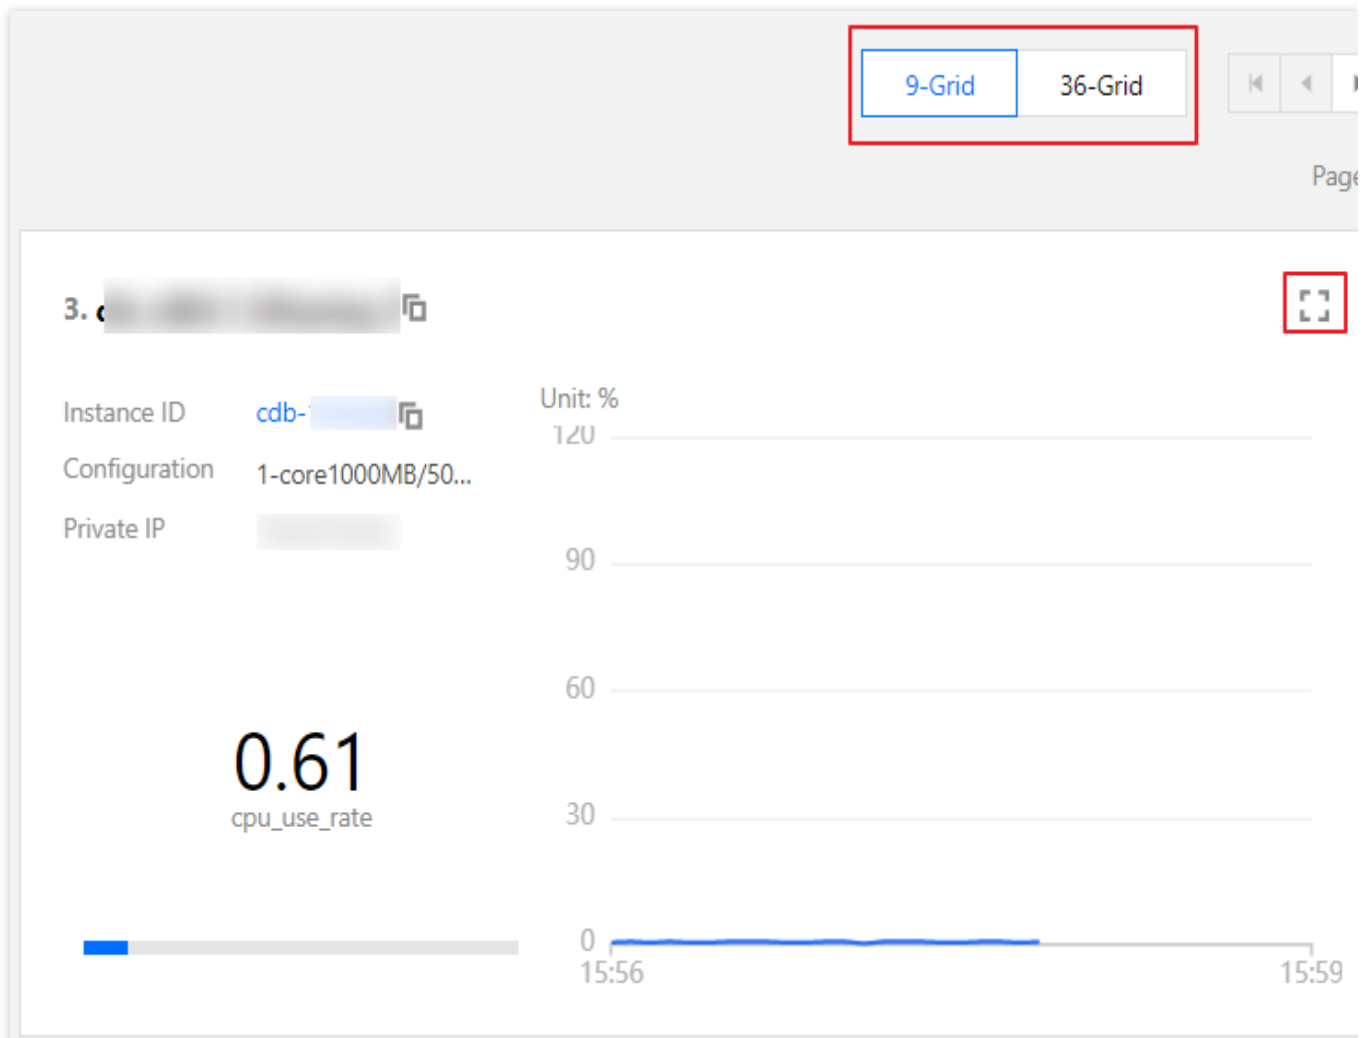 9-Grid 36-Grid
Page
3.
Instance ID cdb-
Configuration 1-core1000MB/50...
Private IP
0.61
cpu_use_rate
Unit: %
120
90
60
30
0
15:56 15:59